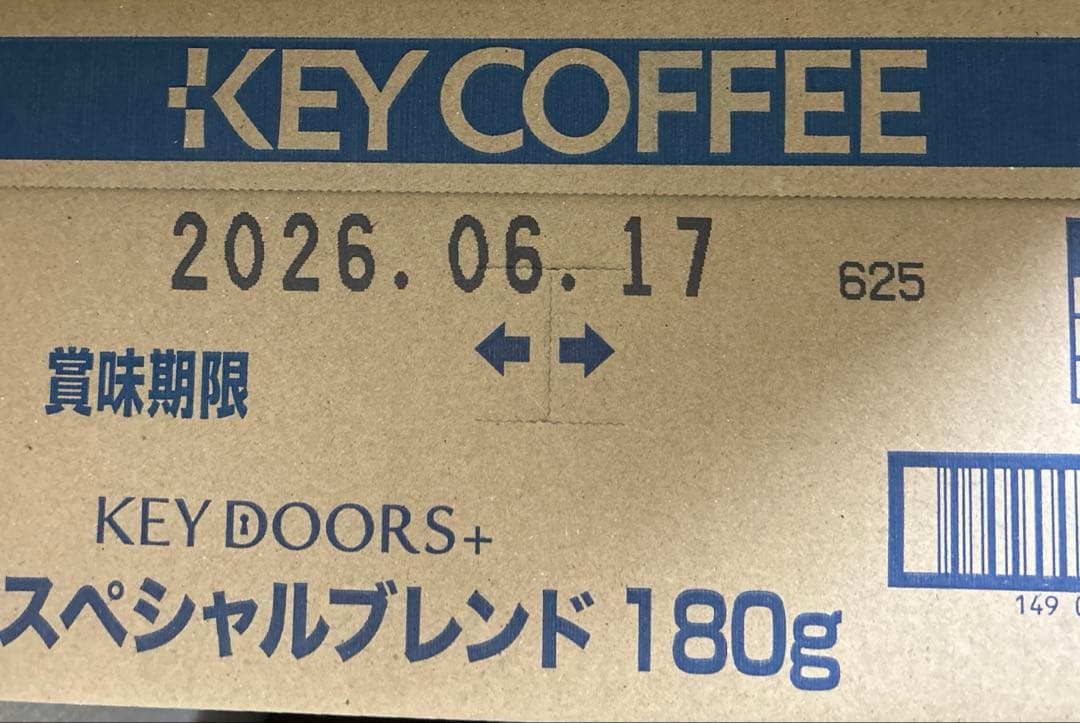 KEY COFFEE
2026.06.17 625
賞味期限
KEY DOORS+
スペシャルブレンド 180g
149